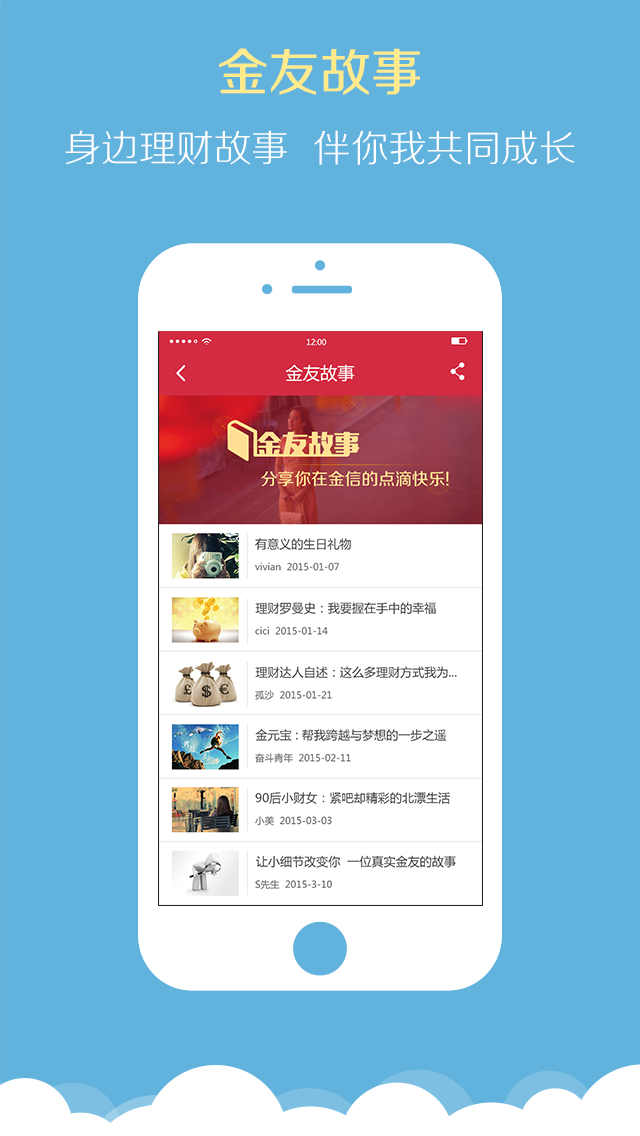 金友故事
身边理财故事 伴你我共同成长
12:00
金友故事
金友故事
分享你在金信的点滴快乐!
有意义的生日礼物
vivian 2015-01-07
理财罗曼史：我要握在手中的幸福
cici 2015-01-14
理财达人自述：这么多理财方式我为...
孤沙 2015-01-21
金元宝：帮我跨越与梦想的一步之遥
奋斗青年 2015-02-11
90后小财女：紧吧却精彩的北漂生活
小美 2015-03-03
让小细节改变你 一位真实金友的故事
S先生 2015-3-10